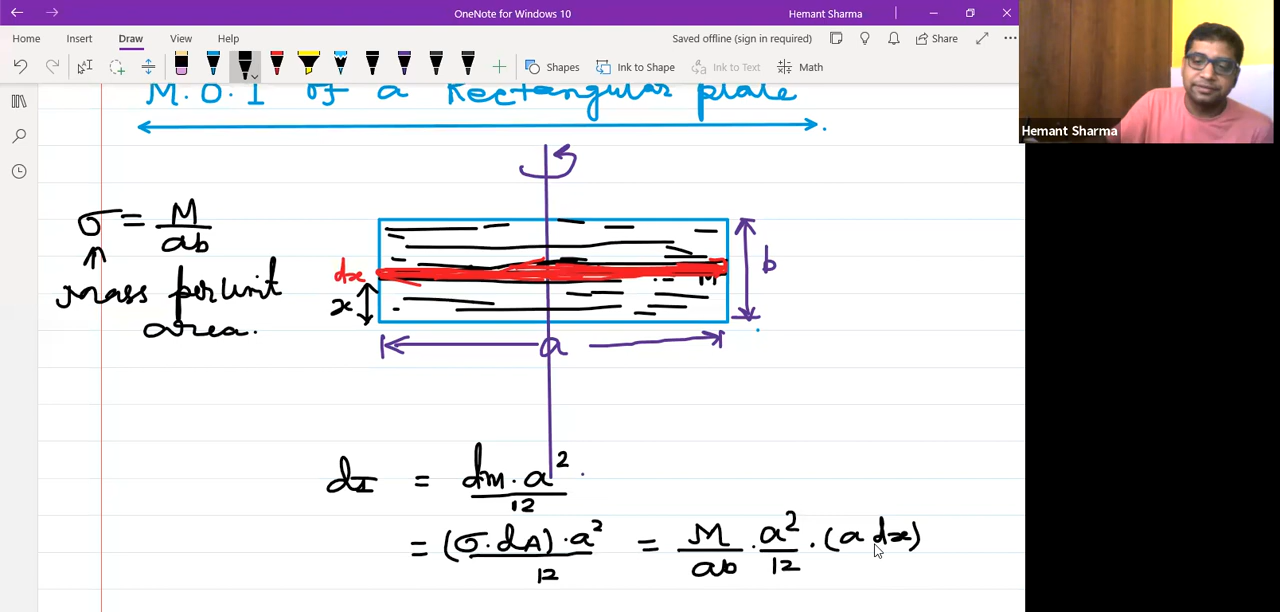 OneNote for Windows 10
Hemant Sharma
Home Insert Draw View Help
Saved offline (sign in required)
Share
Shapes
Ink to Shape
Ink to Text
Math
Hemant Sharma
M.O.I of a Rectangular plate
σ = M/ab
Mass per Unit
area.
dx
x
M
b
a
dI = dm·a²/12
= (σ·dA)·a²/12 = M/ab · a²/12 · (a dx)